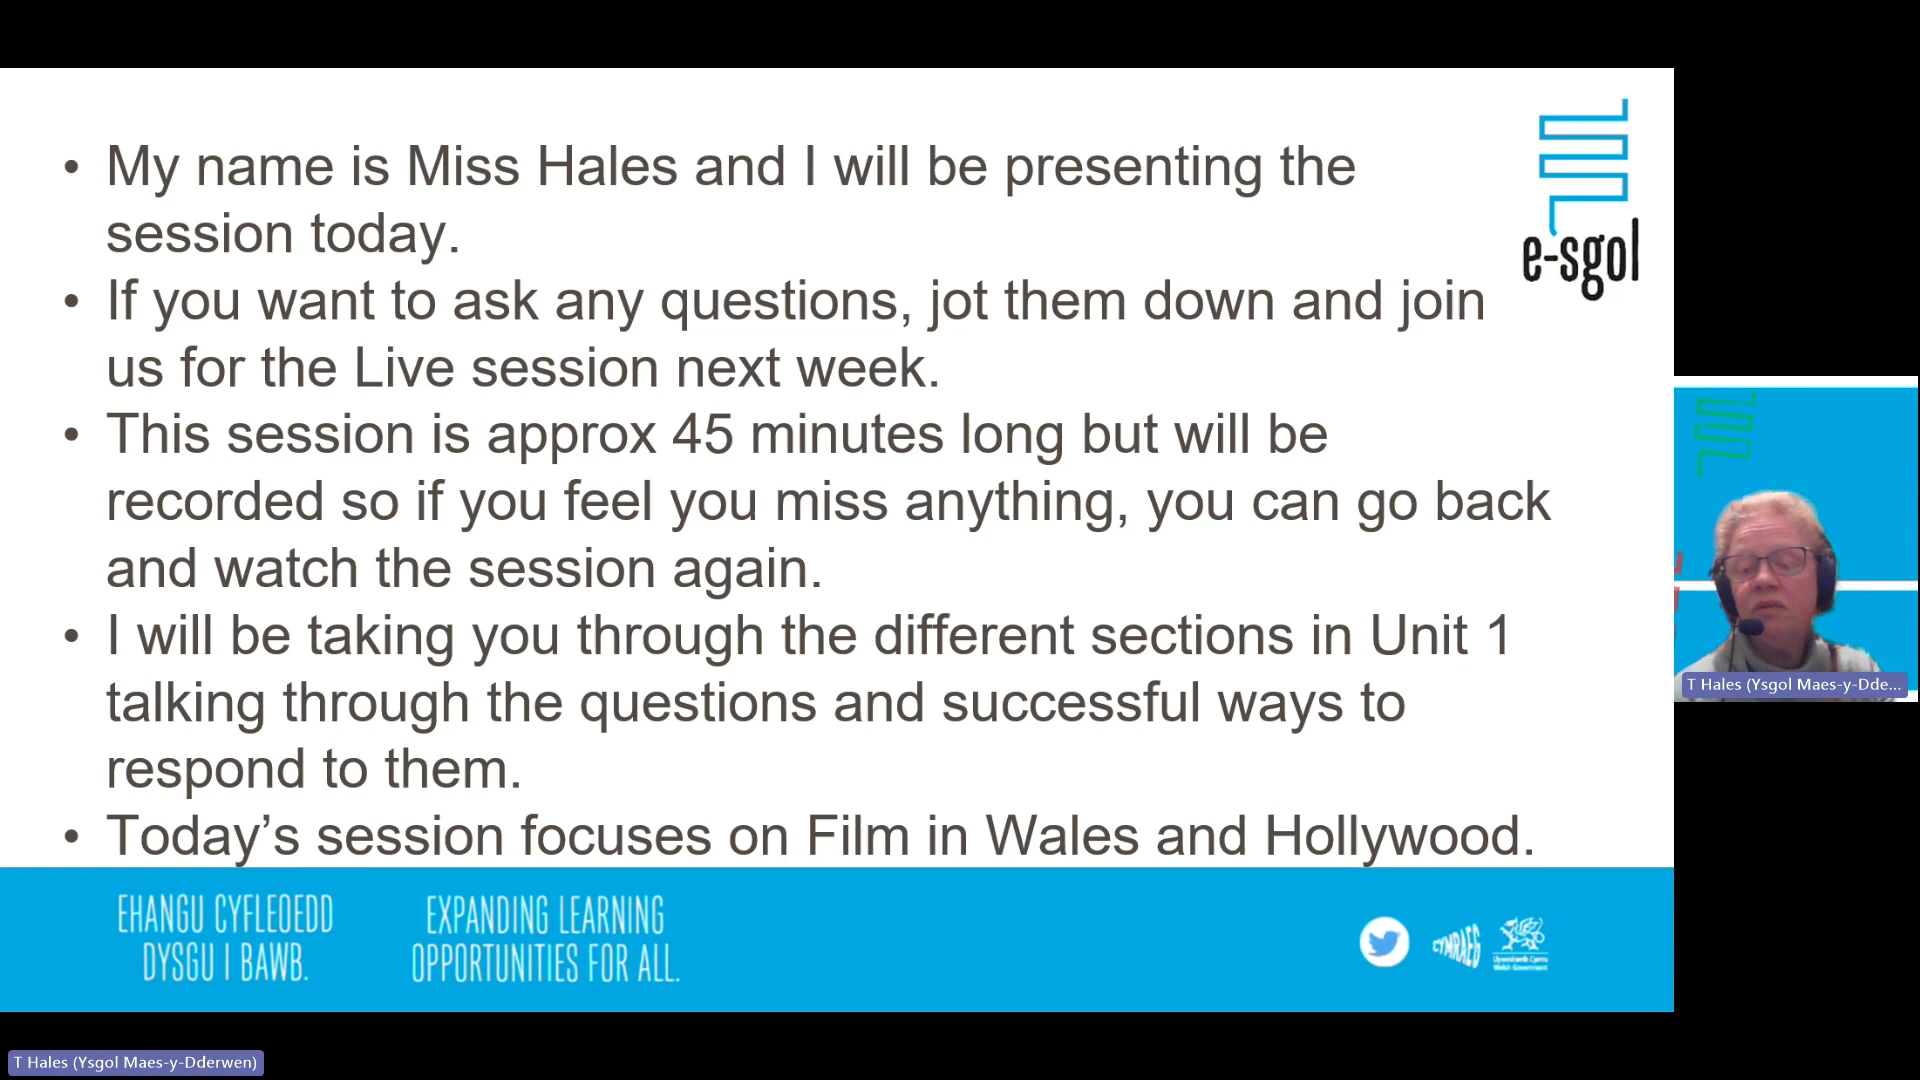 • My name is Miss Hales and I will be presenting the
session today.
• If you want to ask any questions, jot them down and join
us for the Live session next week.
• This session is approx 45 minutes long but will be
recorded so if you feel you miss anything, you can go back
and watch the session again.
• I will be taking you through the different sections in Unit 1
talking through the questions and successful ways to
respond to them.
• Today’s session focuses on Film in Wales and Hollywood.
e-sgol
T Hales (Ysgol Maes-y-Dde...
EHANGU CYFLEOEDD
DYSGU I BAWB.
EXPANDING LEARNING
OPPORTUNITIES FOR ALL.
CYMRAEG
Llywodraeth Cymru
Welsh Government
T Hales (Ysgol Maes-y-Dderwen)